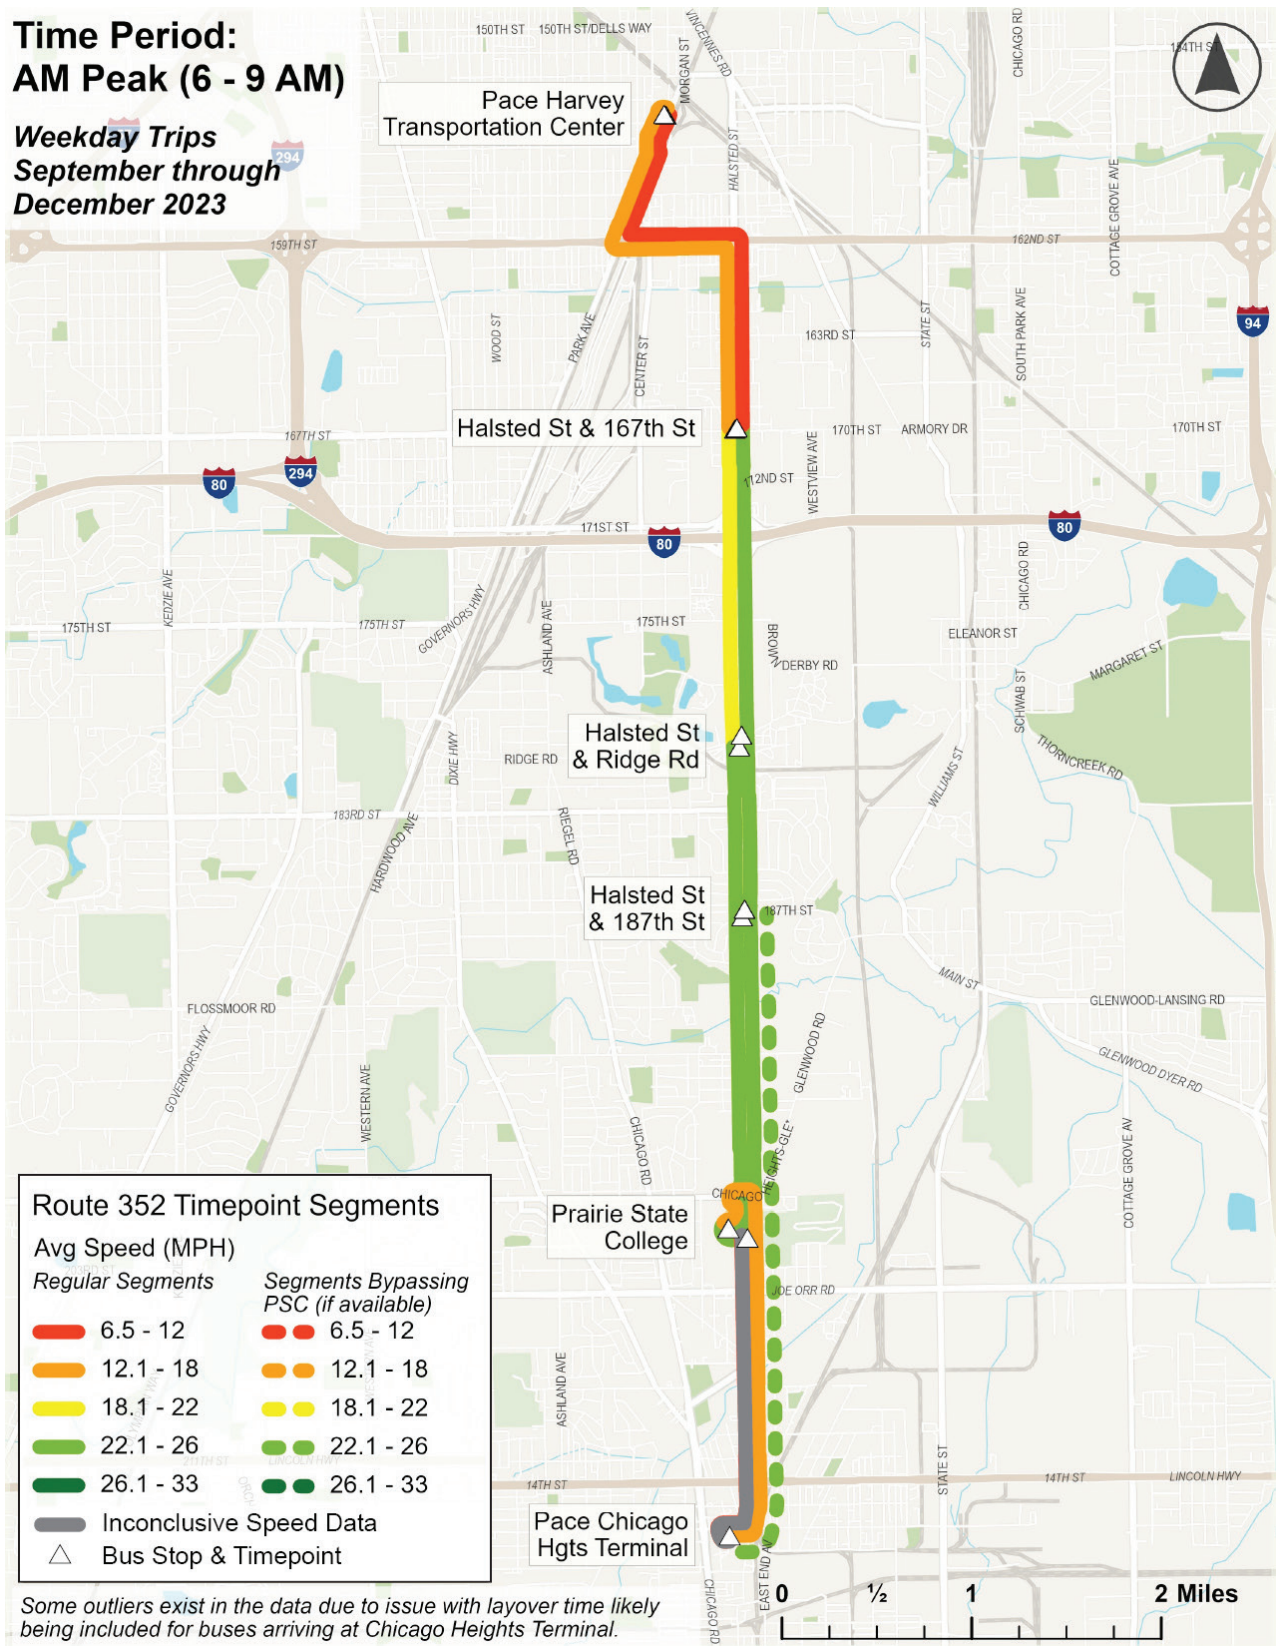 Time Period:
AM Peak (6 - 9 AM)
Weekday Trips
September through
December 2023
150TH ST
150TH ST/DELLS WAY
VINCENNES RD
MORGAN ST
CHICAGO RD
154TH ST
Pace Harvey
Transportation Center
294
HALSTED ST
COTTAGE GROVE AVE
159TH ST
162ND ST
94
WOOD ST
PARK AVE
CENTER ST
163RD ST
STATE ST
SOUTH PARK AVE
Halsted St & 167th St
167TH ST
170TH ST
ARMORY DR
170TH ST
WESTVIEW AVE
172ND ST
80
294
171ST ST
80
80
KEDZIE AVE
CHICAGO RD
175TH ST
175TH ST
GOVERNORS HWY
ASHLAND AVE
175TH ST
BROWN
DERBY RD
ELEANOR ST
MARGARET ST
SCHWAB ST
Halsted St
& Ridge Rd
RIDGE RD
DIXIE HWY
THORNCREEK RD
WILLIAMS ST
183RD ST
HARDWOOD AVE
RIEGEL RD
Halsted St
& 187th St
187TH ST
MAIN ST
FLOSSMOOR RD
GLENWOOD-LANSING RD
GOVERNORS HWY
GLENWOOD RD
GLENWOOD DYER RD
WESTERN AVE
CHICAGO RD
HEIGHTS-GLE*
COTTAGE GROVE AV
CHICAGO
Prairie State
College
JOE ORR RD
Route 352 Timepoint Segments
Avg Speed (MPH)
Regular Segments
Segments Bypassing
PSC (if available)
203RD ST
6.5 - 12
6.5 - 12
12.1 - 18
12.1 - 18
18.1 - 22
18.1 - 22
22.1 - 26
22.1 - 26
211TH ST
LINCOLN HWY
26.1 - 33
26.1 - 33
Inconclusive Speed Data
Bus Stop & Timepoint
ASHLAND AVE
STATE ST
14TH ST
14TH ST
LINCOLN HWY
Pace Chicago
Hgts Terminal
EAST END AV
CHICAGO RD
0
½
1
2 Miles
Some outliers exist in the data due to issue with layover time likely
being included for buses arriving at Chicago Heights Terminal.